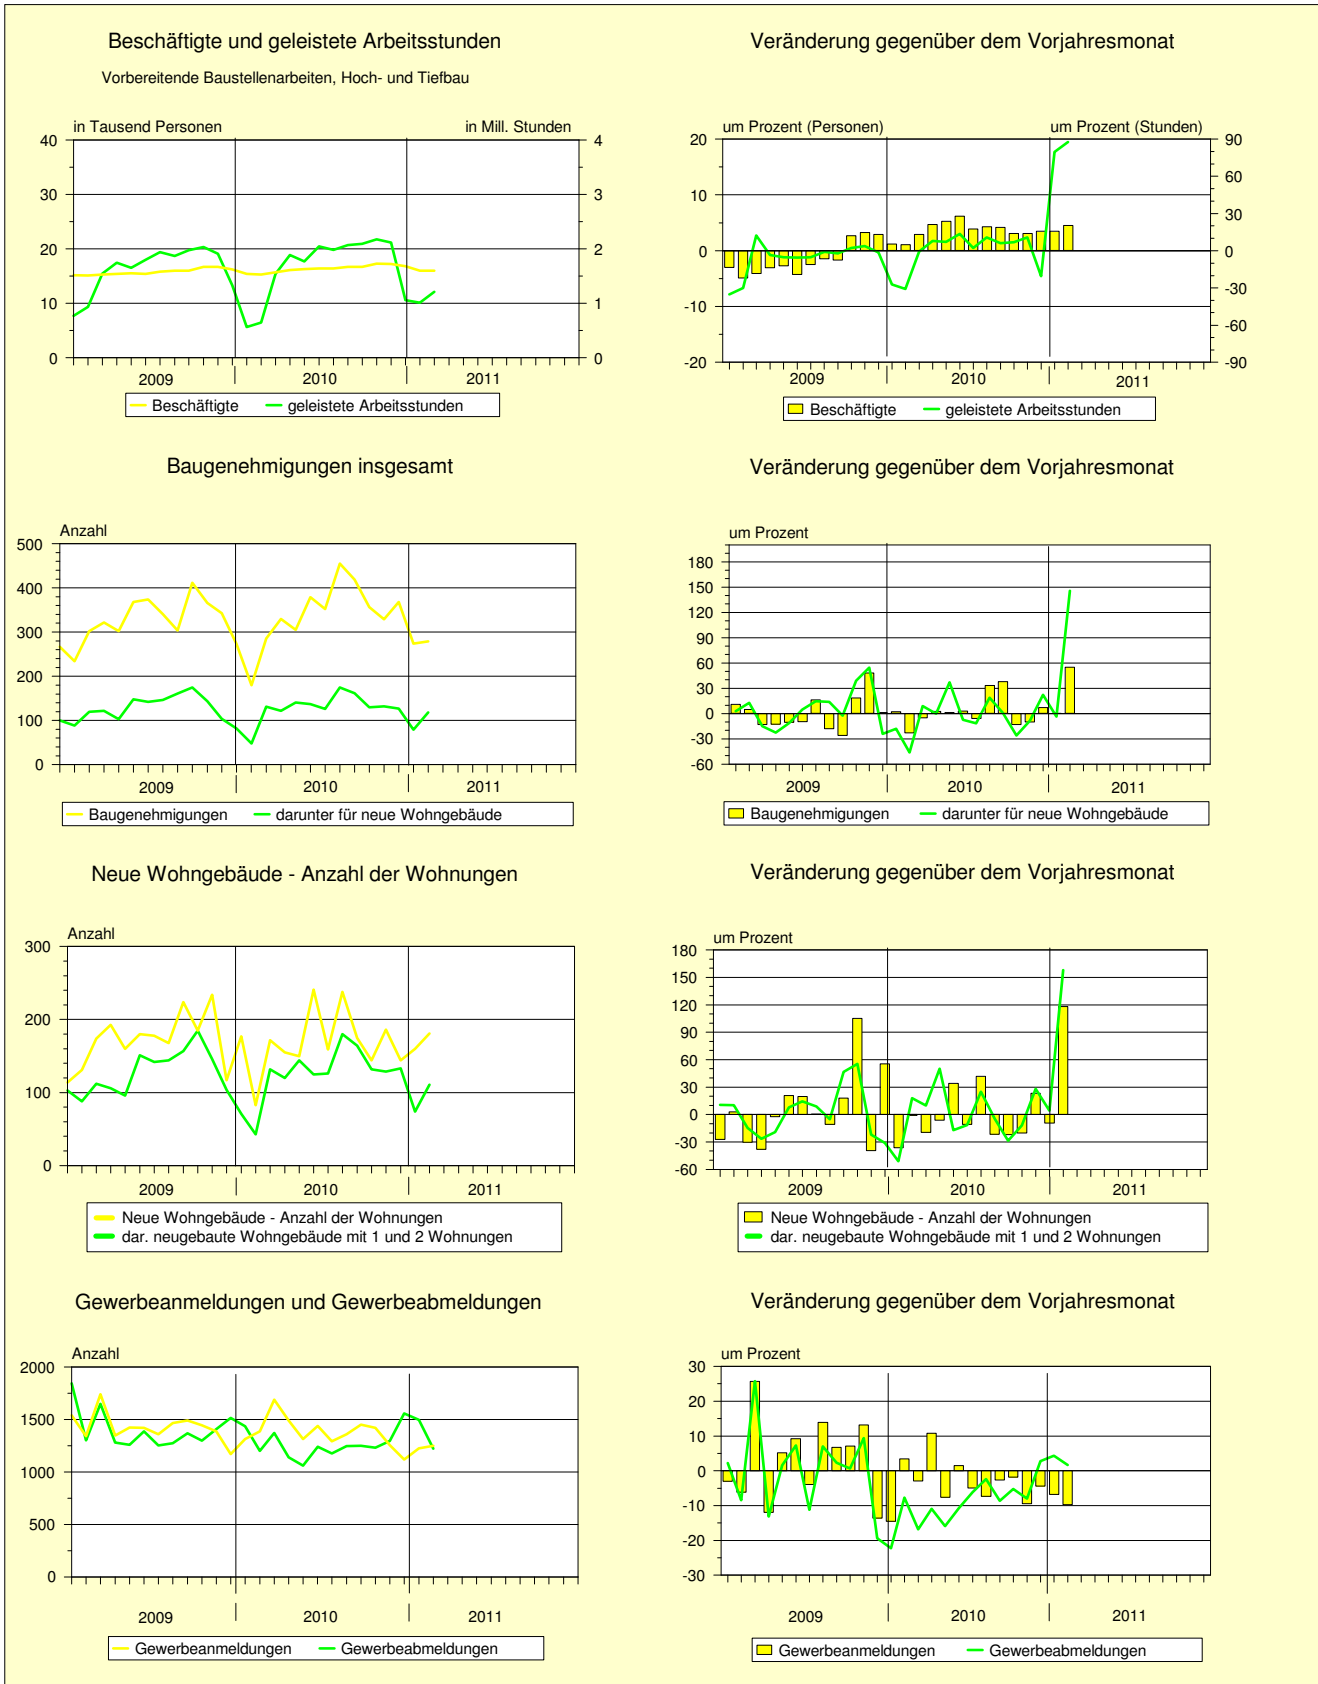 Beschäftigte und geleistete Arbeitsstunden
Vorbereitende Baustellenarbeiten, Hoch- und Tiefbau
in Tausend Personen
in Mill. Stunden
40
30
20
10
0
4
3
2
1
0
2009
2010
2011
Beschäftigte
geleistete Arbeitsstunden
Veränderung gegenüber dem Vorjahresmonat
um Prozent (Personen)
um Prozent (Stunden)
20
10
0
-10
-20
90
60
30
0
-30
-60
-90
2009
2010
2011
Beschäftigte
geleistete Arbeitsstunden
Baugenehmigungen insgesamt
Anzahl
500
400
300
200
100
0
2009
2010
2011
Baugenehmigungen
darunter für neue Wohngebäude
Veränderung gegenüber dem Vorjahresmonat
um Prozent
180
150
120
90
60
30
0
-30
-60
2009
2010
2011
Baugenehmigungen
darunter für neue Wohngebäude
Neue Wohngebäude - Anzahl der Wohnungen
Anzahl
300
200
100
0
2009
2010
2011
Neue Wohngebäude - Anzahl der Wohnungen
dar. neugebaute Wohngebäude mit 1 und 2 Wohnungen
Veränderung gegenüber dem Vorjahresmonat
um Prozent
180
150
120
90
60
30
0
-30
-60
2009
2010
2011
Neue Wohngebäude - Anzahl der Wohnungen
dar. neugebaute Wohngebäude mit 1 und 2 Wohnungen
Gewerbeanmeldungen und Gewerbeabmeldungen
Anzahl
2000
1500
1000
500
0
2009
2010
2011
Gewerbeanmeldungen
Gewerbeabmeldungen
Veränderung gegenüber dem Vorjahresmonat
um Prozent
30
20
10
0
-10
-20
-30
2009
2010
2011
Gewerbeanmeldungen
Gewerbeabmeldungen